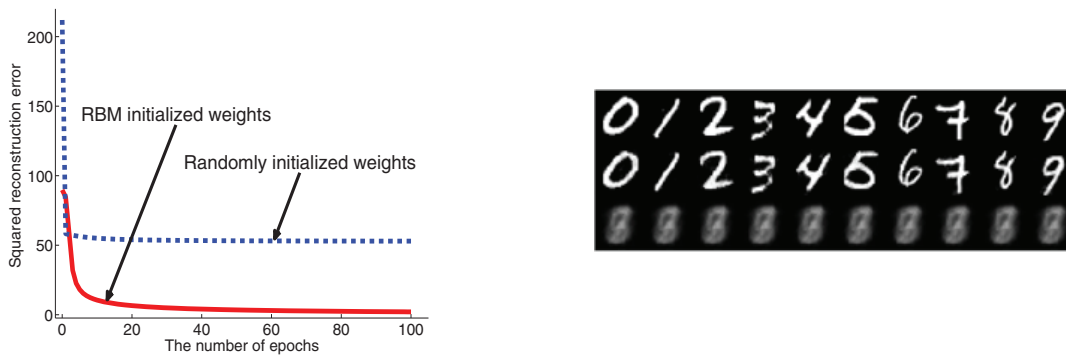 Squared reconstruction error
200
150
100
50
0
RBM initialized weights
Randomly initialized weights
0 20 40 60 80 100
The number of epochs
0 1 2 3 4 5 6 7 8 9
0 1 2 3 4 5 6 7 8 9